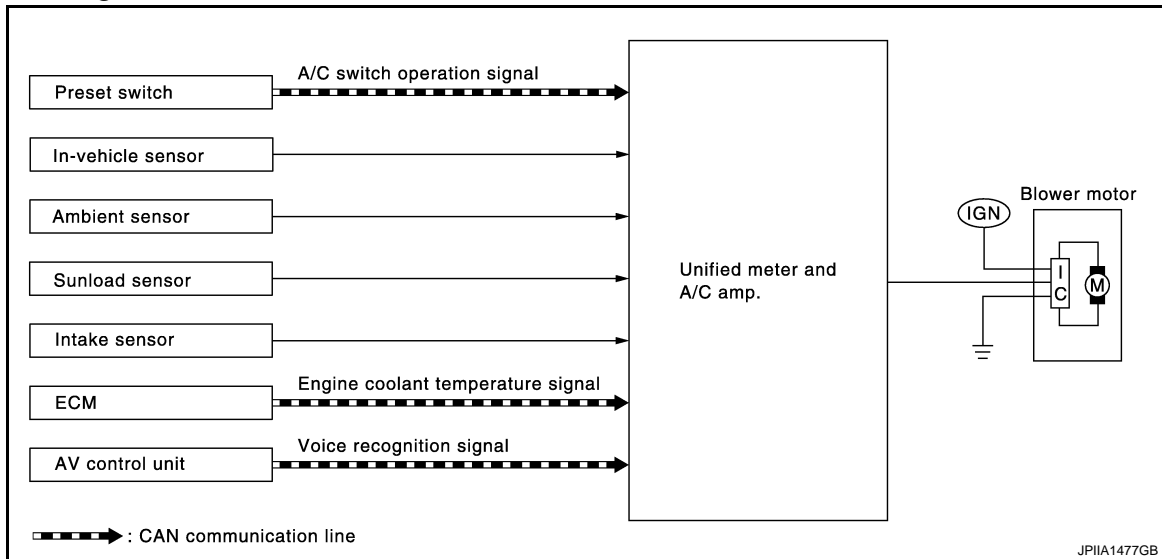 A/C switch operation signal
Preset switch
In-vehicle sensor
Ambient sensor
Sunload sensor
Intake sensor
Engine coolant temperature signal
ECM
Voice recognition signal
AV control unit
Unified meter and
A/C amp.
Blower motor
IGN
I
C
M
: CAN communication line
JPIIA1477GB